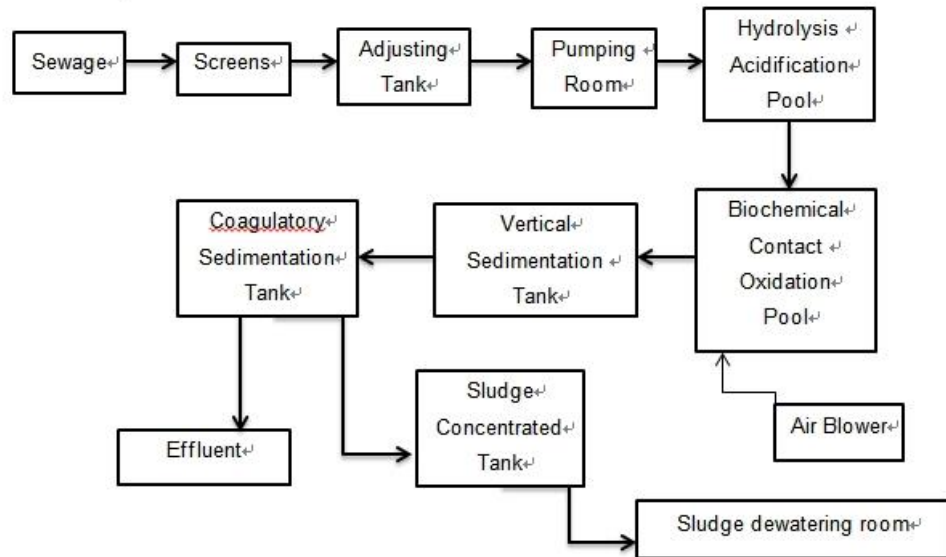 Sewage
Screens
Adjusting
Tank
Pumping
Room
Hydrolysis
Acidification
Pool
Biochemical
Contact
Oxidation
Pool
Vertical
Sedimentation
Tank
Coagulatory
Sedimentation
Tank
Effluent
Sludge
Concentrated
Tank
Air Blower
Sludge dewatering room